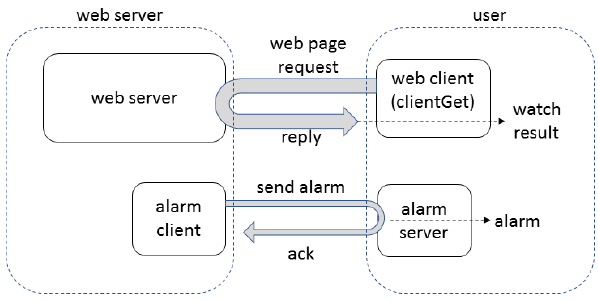 web server
user
web page
request
web server
web client
(clientGet)
watch
result
reply
send alarm
alarm
client
alarm
server
alarm
ack